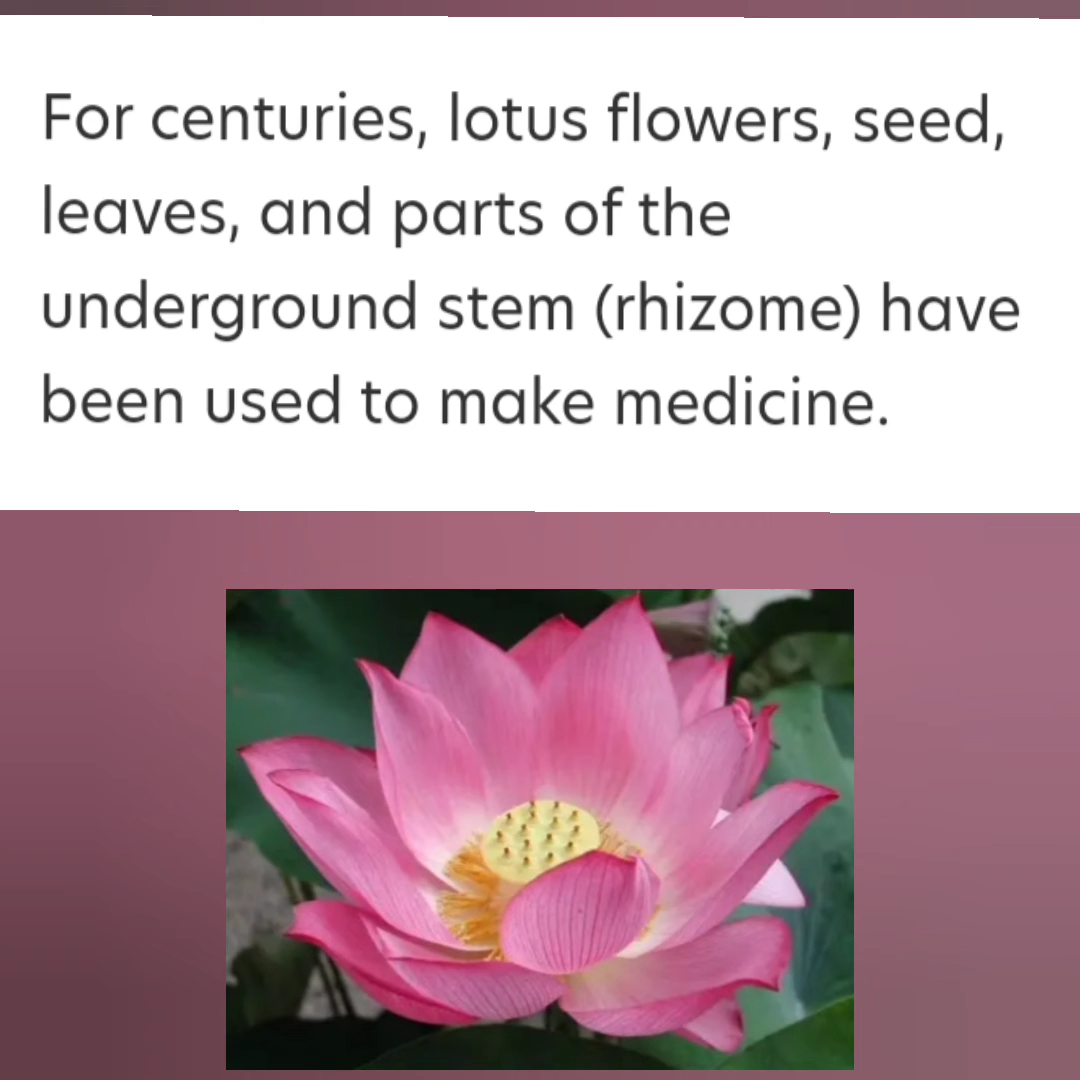 For centuries, lotus flowers, seed,
leaves, and parts of the
underground stem (rhizome) have
been used to make medicine.